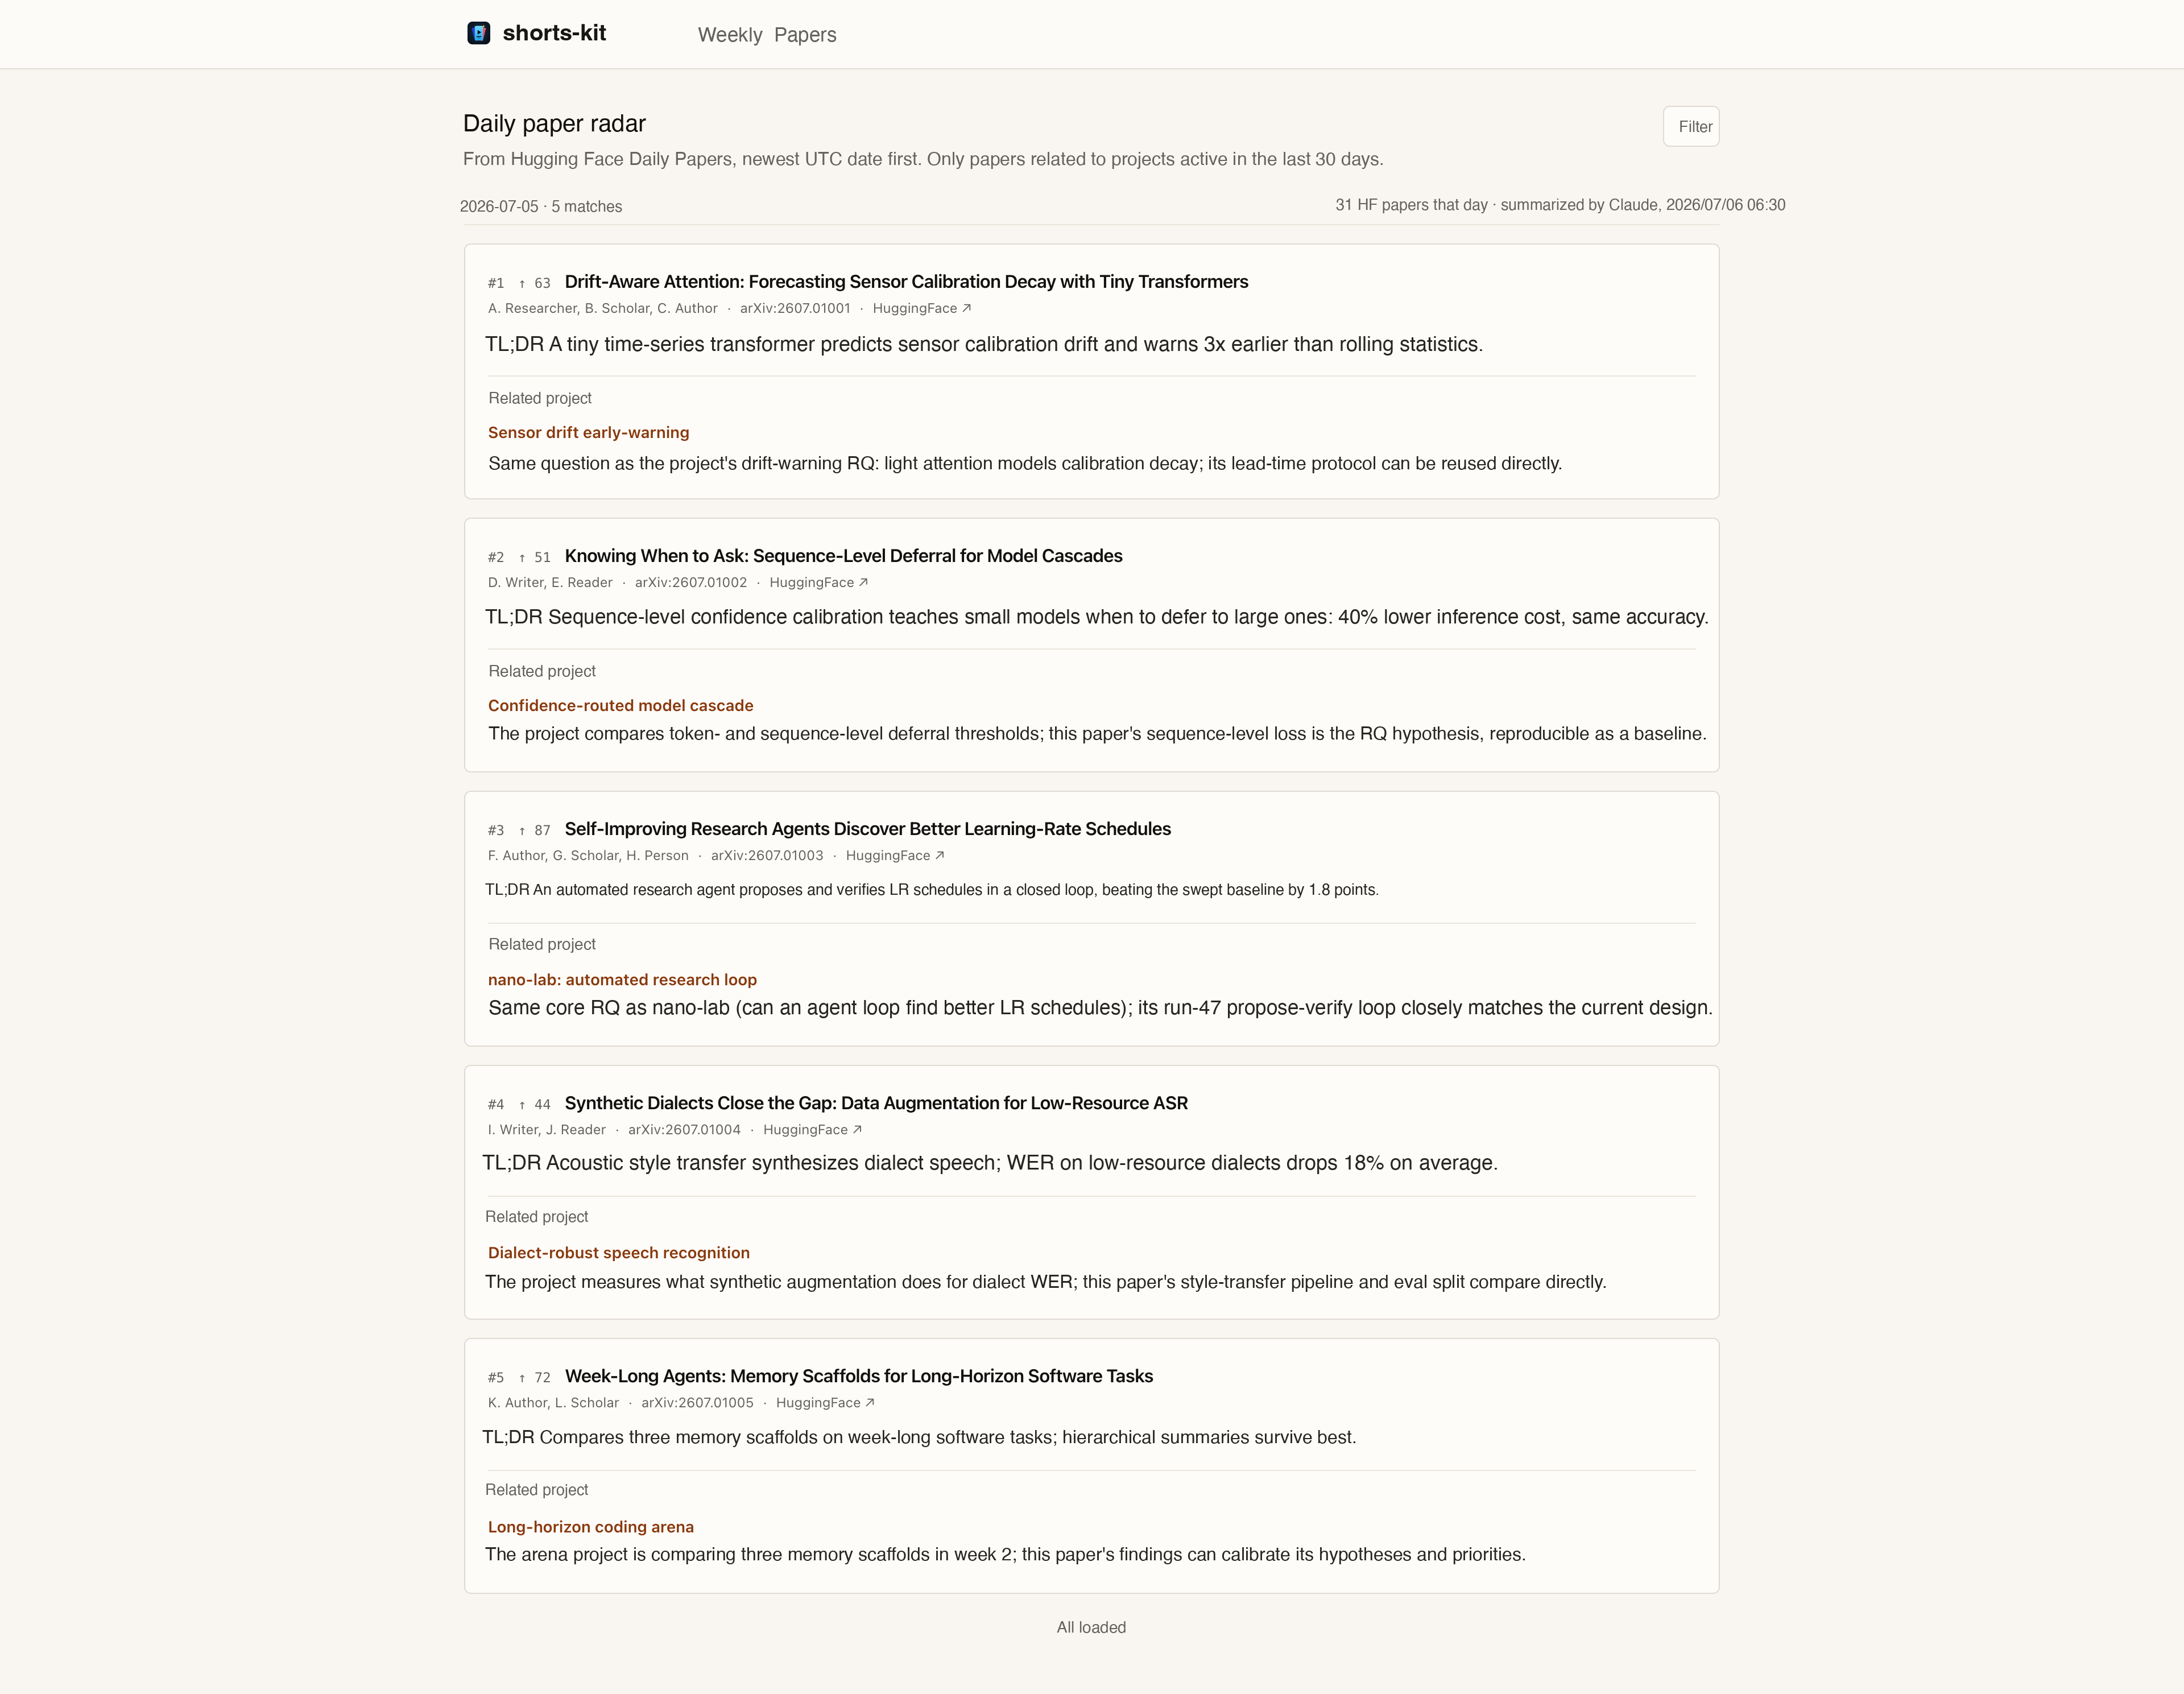 shorts-kit
Weekly Papers
Daily paper radar
Filter
From Hugging Face Daily Papers, newest UTC date first. Only papers related to projects active in the last 30 days.
2026-07-05 · 5 matches
31 HF papers that day · summarized by Claude, 2026/07/06 06:30
#1 ↑ 63 Drift-Aware Attention: Forecasting Sensor Calibration Decay with Tiny Transformers
A. Researcher, B. Scholar, C. Author · arXiv:2607.01001 · HuggingFace ↗
TL;DR A tiny time-series transformer predicts sensor calibration drift and warns 3x earlier than rolling statistics.
Related project
Sensor drift early-warning
Same question as the project's drift-warning RQ: light attention models calibration decay; its lead-time protocol can be reused directly.
#2 ↑ 51 Knowing When to Ask: Sequence-Level Deferral for Model Cascades
D. Writer, E. Reader · arXiv:2607.01002 · HuggingFace ↗
TL;DR Sequence-level confidence calibration teaches small models when to defer to large ones: 40% lower inference cost, same accuracy.
Related project
Confidence-routed model cascade
The project compares token- and sequence-level deferral thresholds; this paper's sequence-level loss is the RQ hypothesis, reproducible as a baseline.
#3 ↑ 87 Self-Improving Research Agents Discover Better Learning-Rate Schedules
F. Author, G. Scholar, H. Person · arXiv:2607.01003 · HuggingFace ↗
TL;DR An automated research agent proposes and verifies LR schedules in a closed loop, beating the swept baseline by 1.8 points.
Related project
nano-lab: automated research loop
Same core RQ as nano-lab (can an agent loop find better LR schedules); its run-47 propose-verify loop closely matches the current design.
#4 ↑ 44 Synthetic Dialects Close the Gap: Data Augmentation for Low-Resource ASR
I. Writer, J. Reader · arXiv:2607.01004 · HuggingFace ↗
TL;DR Acoustic style transfer synthesizes dialect speech; WER on low-resource dialects drops 18% on average.
Related project
Dialect-robust speech recognition
The project measures what synthetic augmentation does for dialect WER; this paper's style-transfer pipeline and eval split compare directly.
#5 ↑ 72 Week-Long Agents: Memory Scaffolds for Long-Horizon Software Tasks
K. Author, L. Scholar · arXiv:2607.01005 · HuggingFace ↗
TL;DR Compares three memory scaffolds on week-long software tasks; hierarchical summaries survive best.
Related project
Long-horizon coding arena
The arena project is comparing three memory scaffolds in week 2; this paper's findings can calibrate its hypotheses and priorities.
All loaded